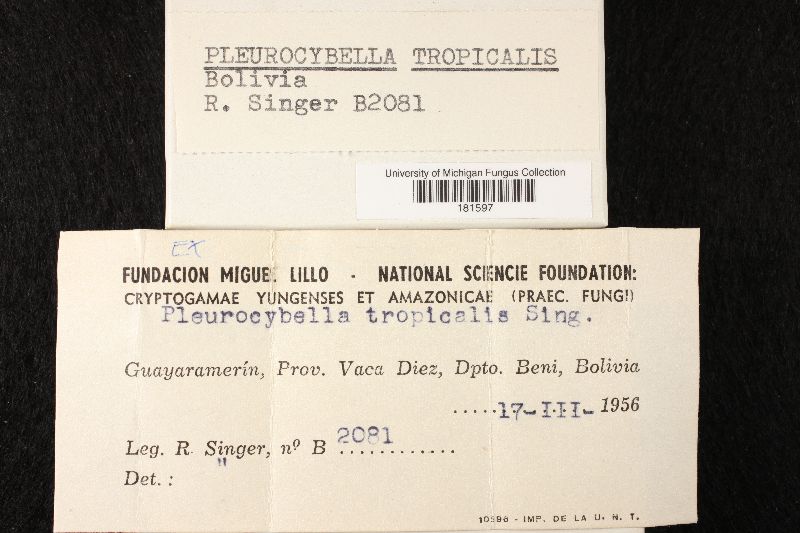 PLEUROCYBELLA TROPICALIS
Bolivia
R. Singer B2081
University of Michigan Fungus Collection
181597
EX
FUNDACION MIGUEL LILLO - NATIONAL SCIENCIE FOUNDATION:
CRYPTOGAMAE YUNGENSES ET AMAZONICAE (PRAEC. FUNGI)
Pleurocybella tropicalis Sing.
Guayaramerín, Prov. Vaca Diez, Dpto. Beni, Bolivia
.....17-III-1956
Leg. R. Singer, nº B 2081
Det. : "
10596 - IMP. DE LA U. N. T.